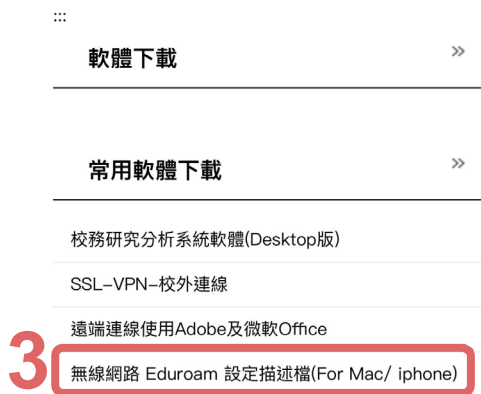 :::
軟體下載 »
常用軟體下載 »
校務研究分析系統軟體(Desktop版)
SSL-VPN-校外連線
遠端連線使用Adobe及微軟Office
3 無線網路 Eduroam 設定描述檔(For Mac/ iphone)